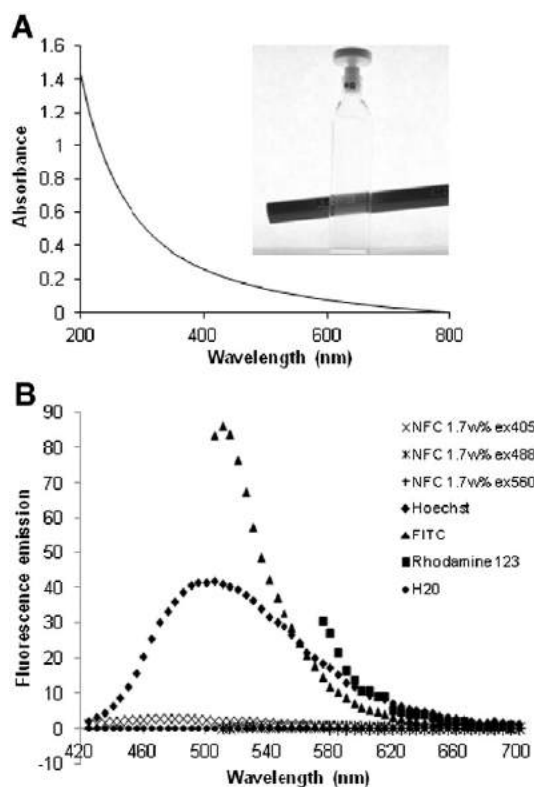 A
1.6
1.4
1.2
1
0.8
0.6
0.4
0.2
0
Absorbance
200 400 600 800
Wavelength (nm)
B
90
80
70
60
50
40
30
20
10
0
-10
Fluorescence emission
420 460 500 540 580 620 660 700
Wavelength (nm)
NFC 1.7w% ex405
NFC 1.7w% ex488
NFC 1.7w% ex560
Hoechst
FITC
Rhodamine 123
H20